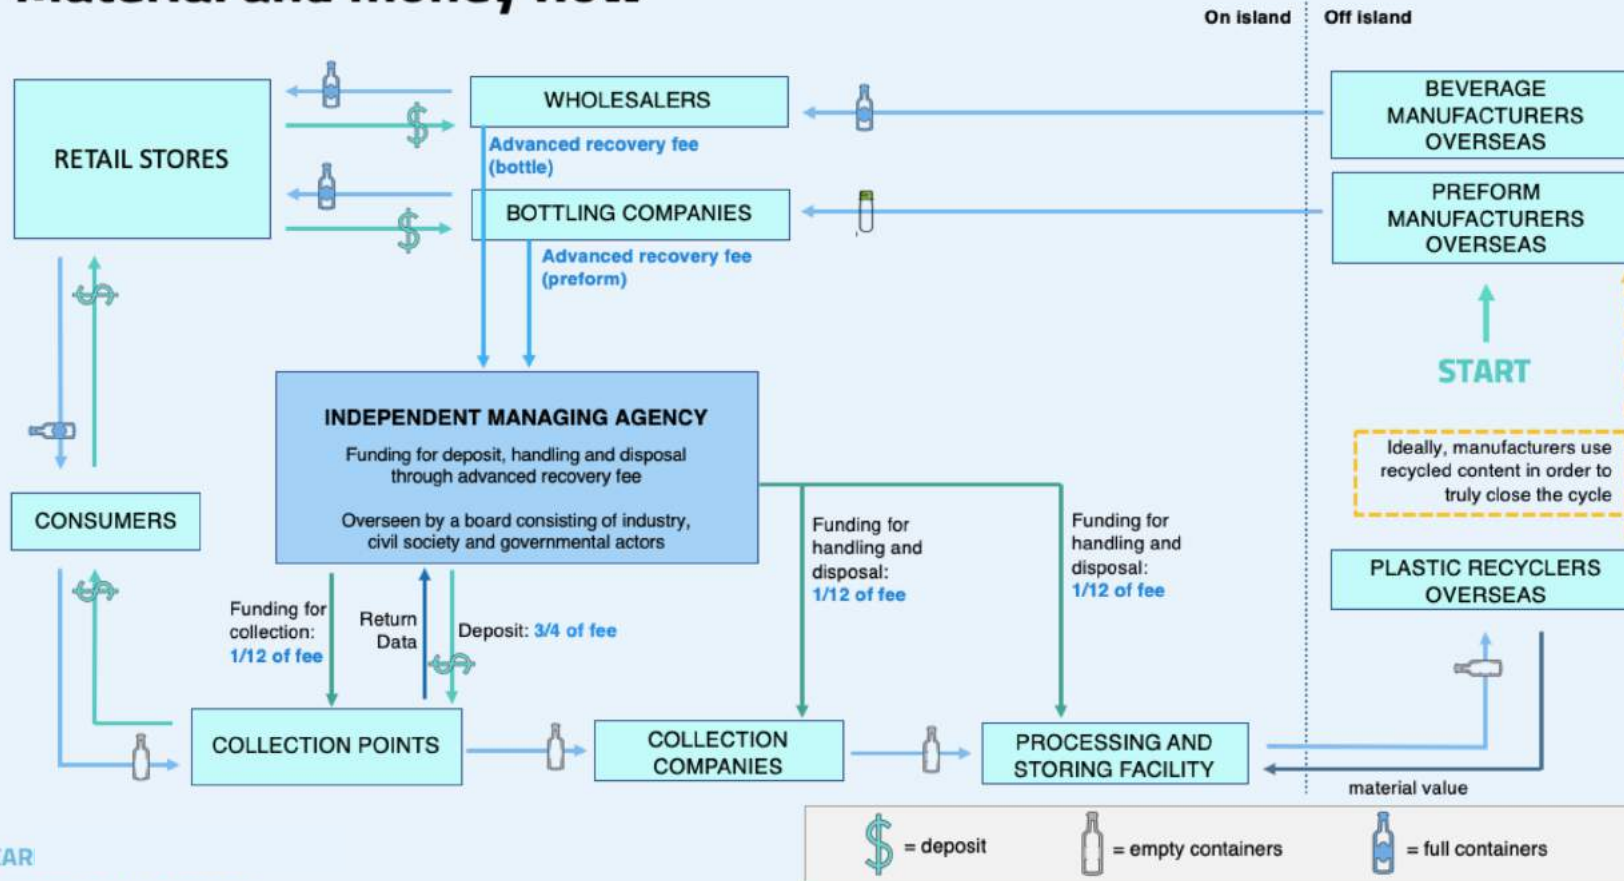 Material and money flow
On island
Off island
RETAIL STORES
WHOLESALERS
Advanced recovery fee
(bottle)
BOTTLING COMPANIES
Advanced recovery fee
(preform)
BEVERAGE
MANUFACTURERS
OVERSEAS
PREFORM
MANUFACTURERS
OVERSEAS
START
Ideally, manufacturers use
recycled content in order to
truly close the cycle
INDEPENDENT MANAGING AGENCY
Funding for deposit, handling and disposal
through advanced recovery fee
Overseen by a board consisting of industry,
civil society and governmental actors
CONSUMERS
Funding for
collection:
1/12 of fee
Return
Data
Deposit: 3/4 of fee
Funding for
handling and
disposal:
1/12 of fee
Funding for
handling and
disposal:
1/12 of fee
PLASTIC RECYCLERS
OVERSEAS
COLLECTION POINTS
COLLECTION
COMPANIES
PROCESSING AND
STORING FACILITY
material value
$ = deposit
= empty containers
= full containers